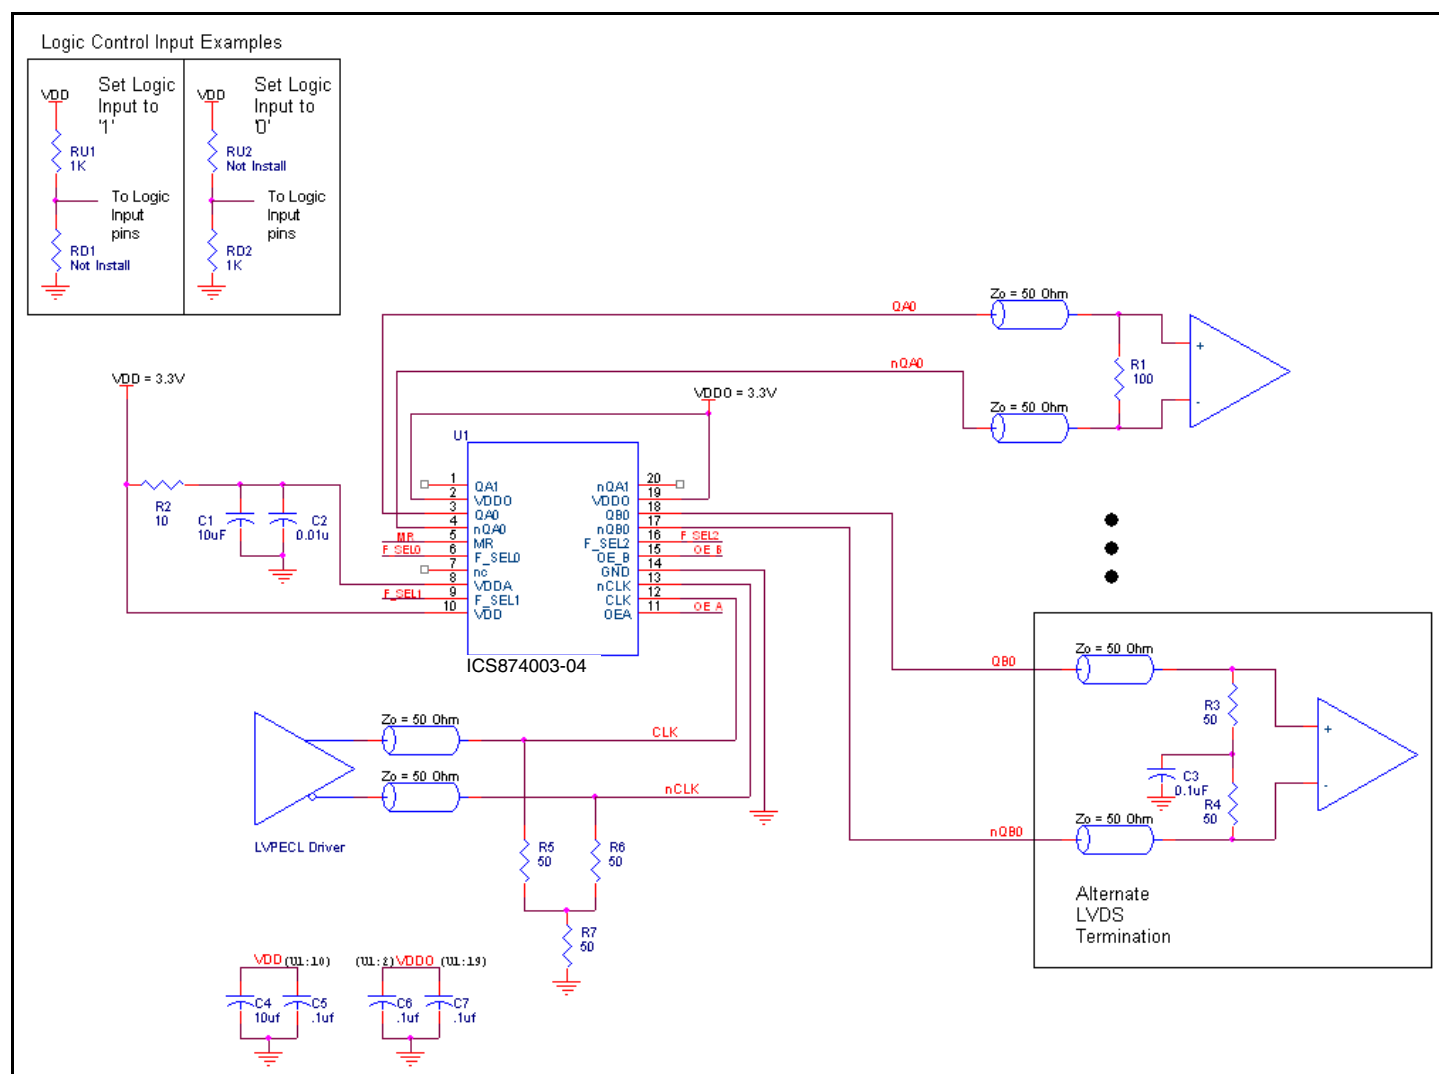 Logic Control Input Examples
Set Logic
Input to
'1'
VDD
RU1
1K
To Logic
Input
pins
RD1
Not Install
Set Logic
Input to
'0'
VDD
RU2
Not Install
To Logic
Input
pins
RD2
1K
QA0
Zo = 50 Ohm
nQA0
Zo = 50 Ohm
R1
100
+
-
VDD = 3.3V
VDDO = 3.3V
R2
10
C1
10uF
C2
0.01u
U1
1 QA1
2 VDDO
3 QA0
4 nQA0
5 MR
6 F_SEL0
7 nc
8 VDDA
9 F_SEL1
10 VDD
nQA1 20
VDDO 19
QB0 18
nQB0 17
F_SEL2 16
OE_B 15
GND 14
nCLK 13
CLK 12
OEA 11
MR
F_SEL0
F_SEL1
F_SEL2
OE_B
OE_A
ICS874003-04
Zo = 50 Ohm
CLK
Zo = 50 Ohm
nCLK
LVPECL Driver
R5
50
R6
50
R7
50
QB0
Zo = 50 Ohm
R3
50
C3
0.1uF
R4
50
+
-
nQB0
Zo = 50 Ohm
Alternate
LVDS
Termination
VDD (U1:10)
C4
10uf
C5
.1uf
(U1:2) VDDO (U1:19)
C6
.1uf
C7
.1uf